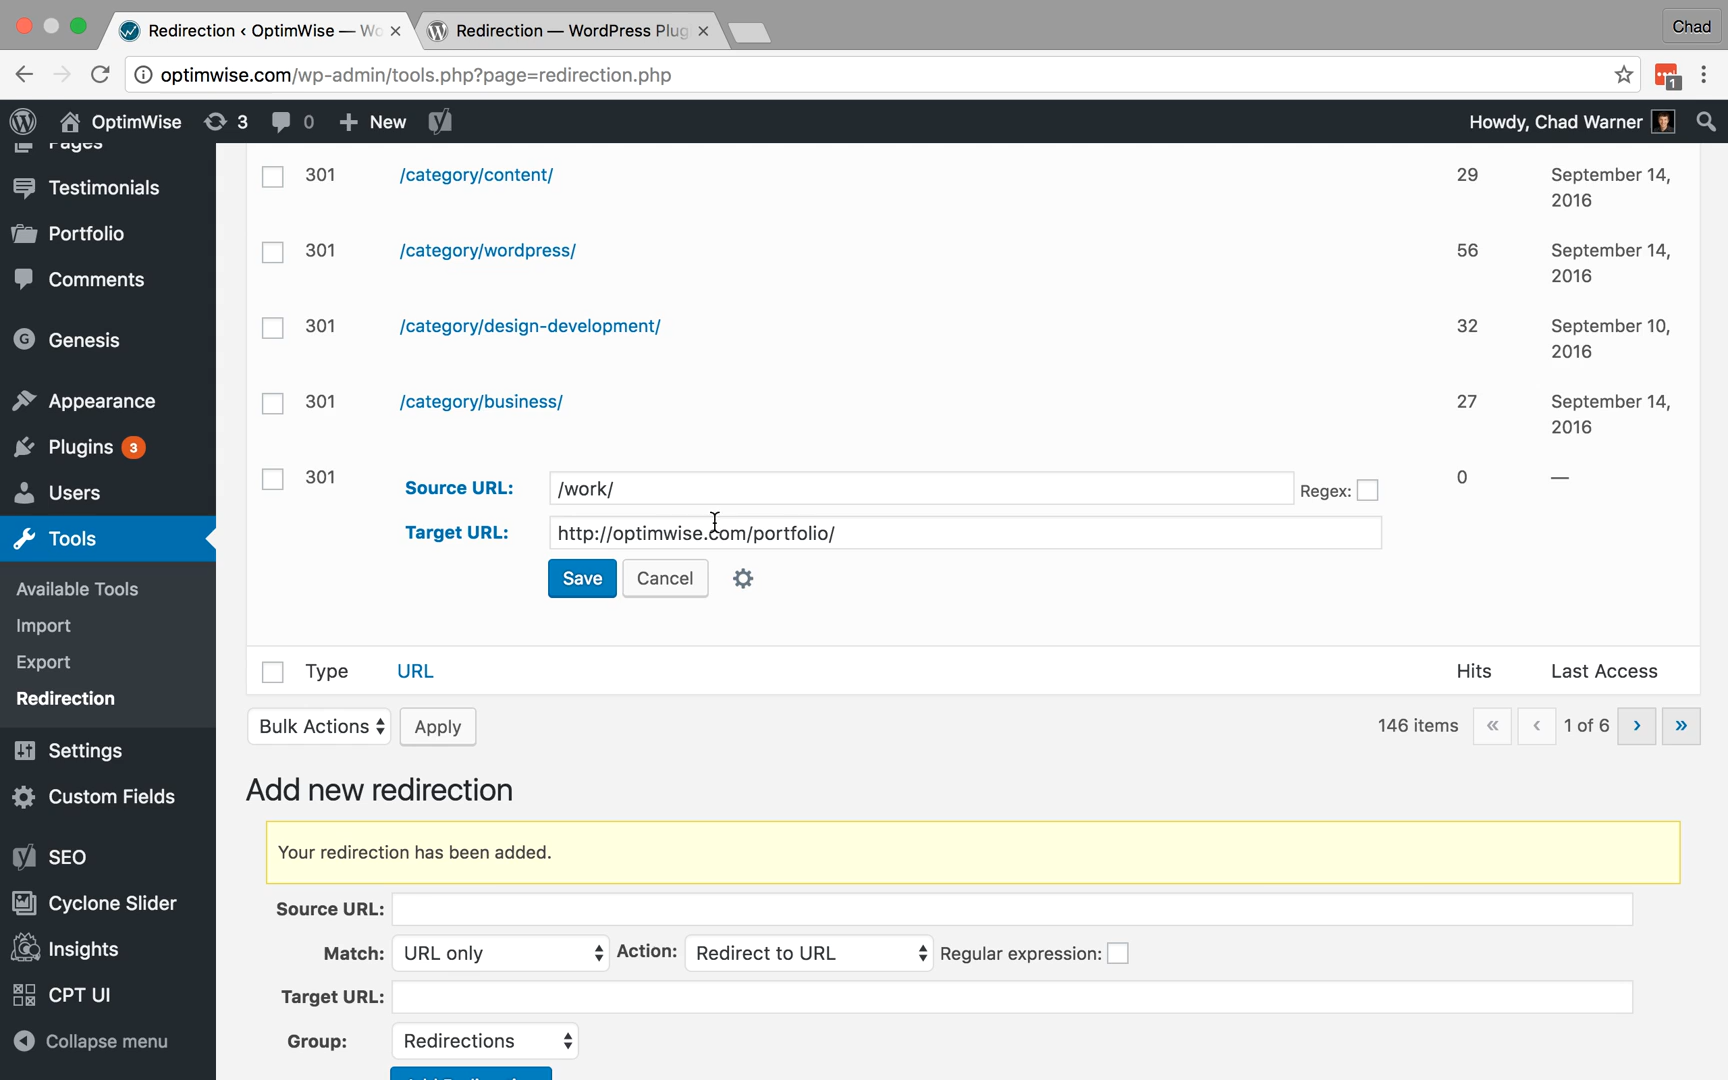 Redirection ‹ OptimWise — Wo
Redirection — WordPress Plug
Chad
optimwise.com/wp-admin/tools.php?page=redirection.php
1
OptimWise
3
0
New
Howdy, Chad Warner
Pages
Testimonials
Portfolio
Comments
Genesis
Appearance
Plugins 3
Users
Tools
Available Tools
Import
Export
Redirection
Settings
Custom Fields
SEO
Cyclone Slider
Insights
CPT UI
Collapse menu
301 /category/content/ 29 September 14,
2016
301 /category/wordpress/ 56 September 14,
2016
301 /category/design-development/ 32 September 10,
2016
301 /category/business/ 27 September 14,
2016
301 Source URL: /work/ Regex: 0 —
Target URL: http://optimwise.com/portfolio/
Save Cancel
Type URL Hits Last Access
Bulk Actions Apply 146 items « ‹ 1 of 6 › »
Add new redirection
Your redirection has been added.
Source URL:
Match: URL only Action: Redirect to URL Regular expression:
Target URL:
Group: Redirections